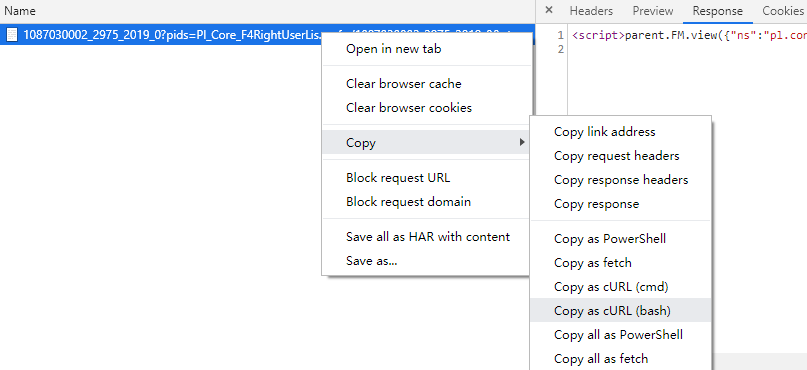 Name
Headers
Preview
Response
Cookies
1087030002_2975_2019_0?pids=Pl_Core_F4RightUserLis
1
<script>parent.FM.view({"ns":"pl.con
2
Open in new tab
Clear browser cache
Clear browser cookies
Copy
Block request URL
Block request domain
Save all as HAR with content
Save as...
Copy link address
Copy request headers
Copy response headers
Copy response
Copy as PowerShell
Copy as fetch
Copy as cURL (cmd)
Copy as cURL (bash)
Copy all as PowerShell
Copy all as fetch